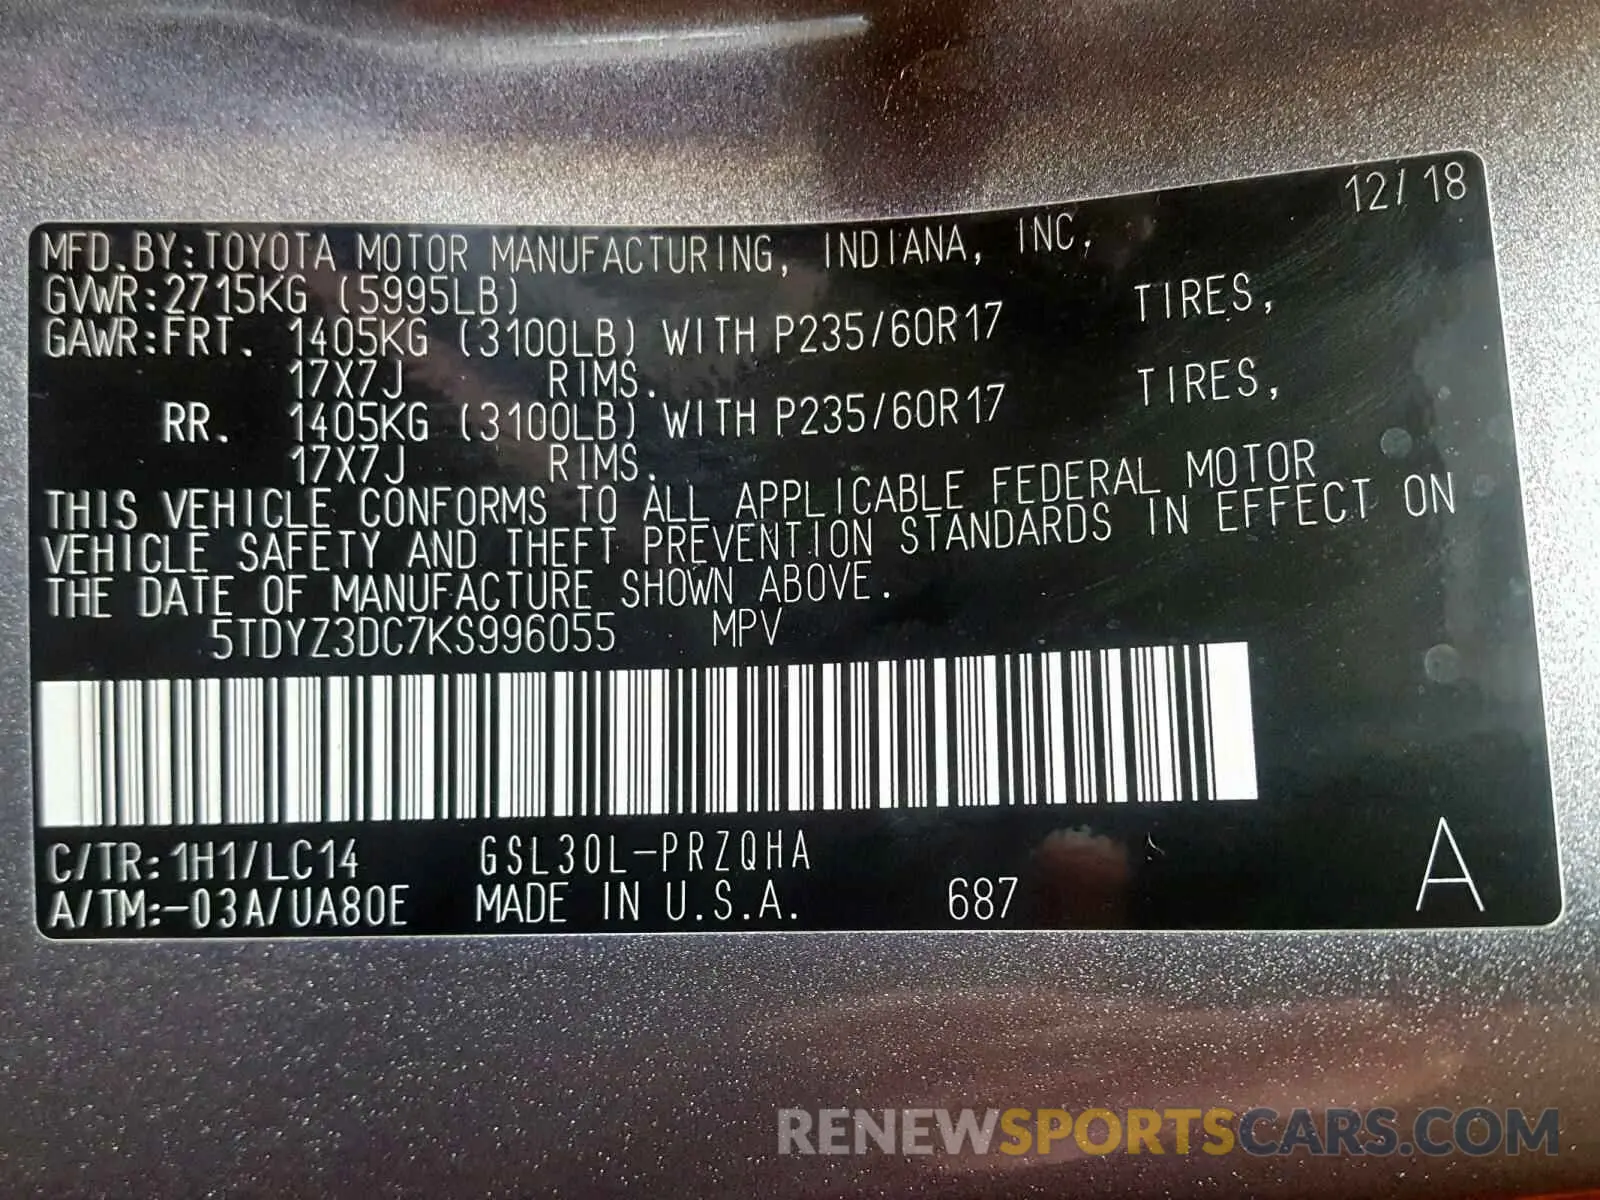 12/18
MFD.BY:TOYOTA MOTOR MANUFACTURING, INDIANA, INC.
GVWR:2715KG (5995LB)
GAWR:FRT. 1405KG (3100LB) WITH P235/60R17 TIRES,
17X7J RIMS.
RR. 1405KG (3100LB) WITH P235/60R17 TIRES,
17X7J RIMS.
THIS VEHICLE CONFORMS TO ALL APPLICABLE FEDERAL MOTOR
VEHICLE SAFETY AND THEFT PREVENTION STANDARDS IN EFFECT ON
THE DATE OF MANUFACTURE SHOWN ABOVE.
5TDYZ3DC7KS996055 MPV
C/TR:1H1/LC14 GSL30L-PRZQHA
A/TM:-03A/UA80E MADE IN U.S.A. 687 A
RENEWSPORTSCARS.COM